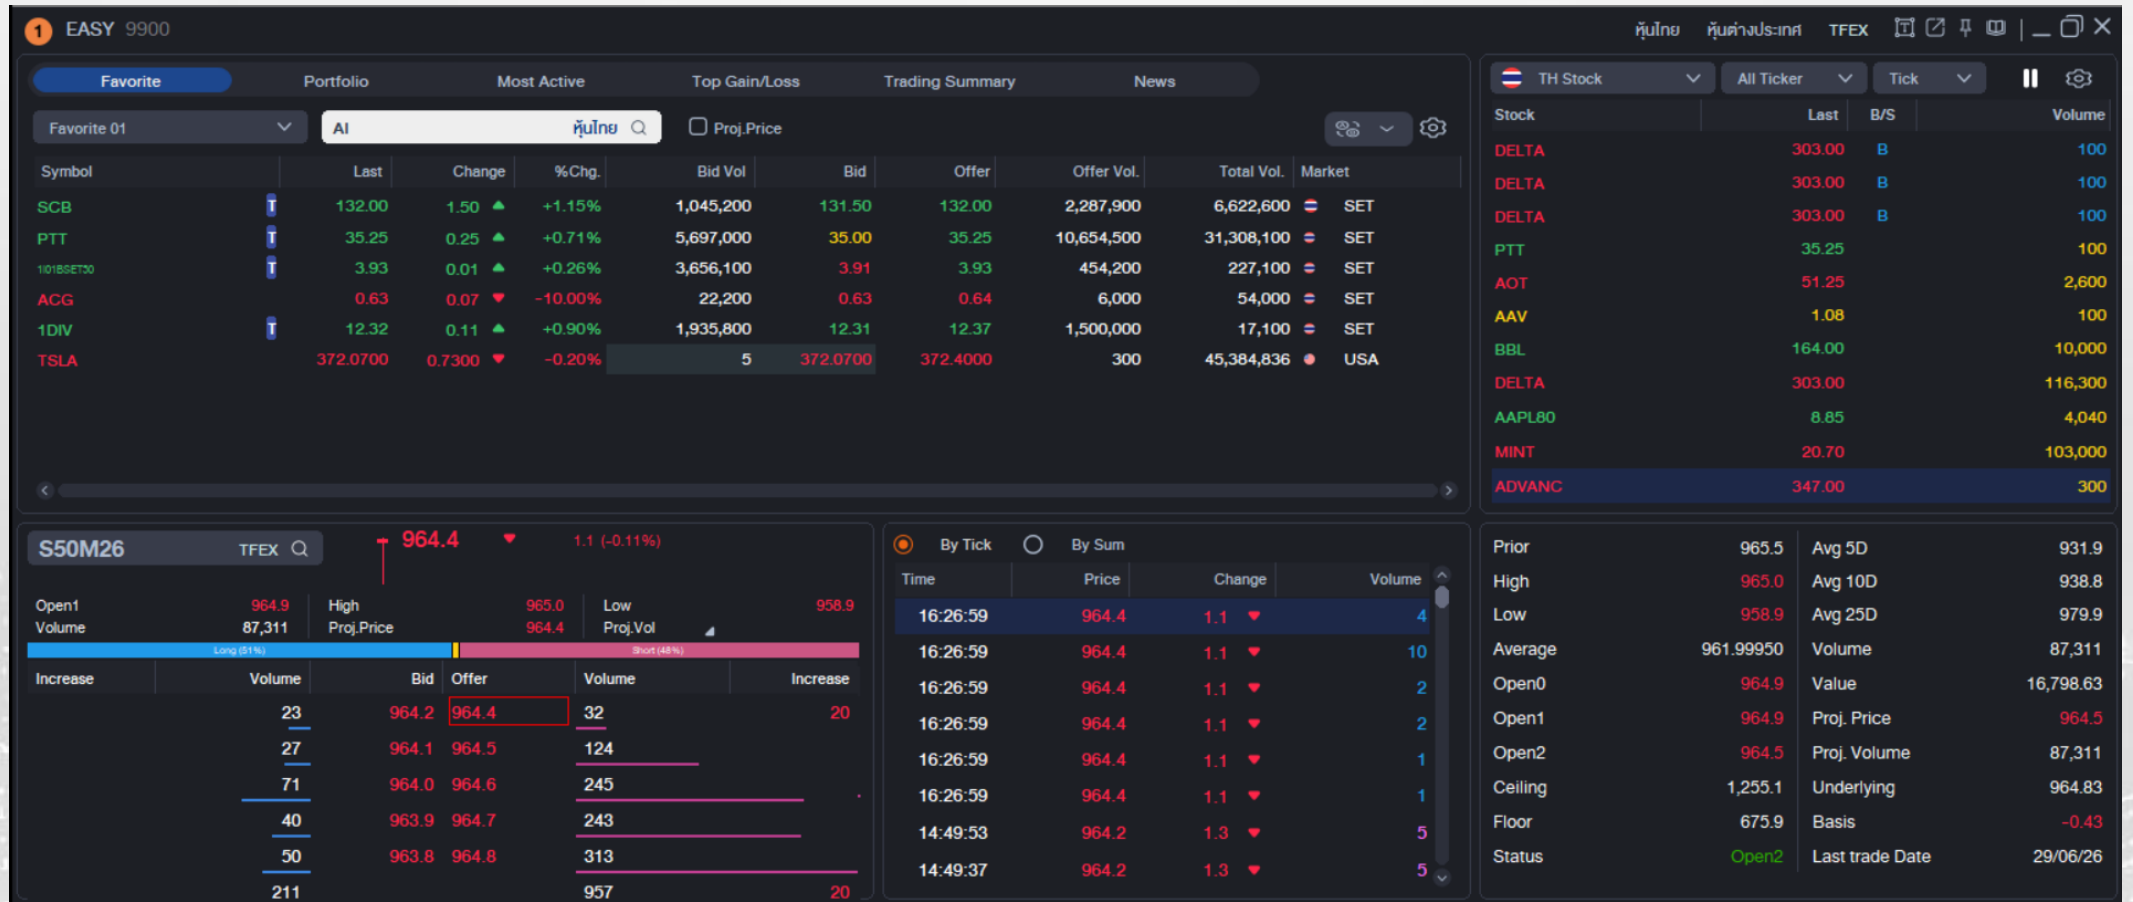 1 EASY 9900 หุ้นไทย หุ้นต่างประเทศ TFEX
Favorite Portfolio Most Active Top Gain/Loss Trading Summary News
Favorite 01 AI หุ้นไทย Proj.Price
Symbol Last Change %Chg. Bid Vol Bid Offer Offer Vol. Total Vol. Market
SCB T 132.00 1.50 +1.15% 1,045,200 131.50 132.00 2,287,900 6,622,600 SET
PTT T 35.25 0.25 +0.71% 5,697,000 35.00 35.25 10,654,500 31,308,100 SET
T 3.93 0.01 +0.26% 3,656,100 3.91 3.93 454,200 227,100 SET
ACG 0.63 0.07 -10.00% 22,200 0.63 0.64 6,000 54,000 SET
1DIV T 12.32 0.11 +0.90% 1,935,800 12.31 12.37 1,500,000 17,100 SET
TSLA 372.0700 0.7300 -0.20% 5 372.0700 372.4000 300 45,384,836 USA
TH Stock All Ticker Tick
Stock Last B/S Volume
DELTA 303.00 B 100
DELTA 303.00 B 100
DELTA 303.00 B 100
PTT 35.25 100
AOT 51.25 2,600
AAV 1.08 100
BBL 164.00 10,000
DELTA 303.00 116,300
AAPL80 8.85 4,040
MINT 20.70 103,000
ADVANC 347.00 300
S50M26 TFEX 964.4 1.1 (-0.11%)
Open1 964.9 High 965.0 Low 958.9
Volume 87,311 Proj.Price 964.4 Proj.Vol
Long (51%) Short (48%)
Increase Volume Bid Offer Volume Increase
23 964.2 964.4 32 20
27 964.1 964.5 124
71 964.0 964.6 245
40 963.9 964.7 243
50 963.8 964.8 313
211 957 20
By Tick By Sum
Time Price Change Volume
16:26:59 964.4 1.1 4
16:26:59 964.4 1.1 10
16:26:59 964.4 1.1 2
16:26:59 964.4 1.1 2
16:26:59 964.4 1.1 1
16:26:59 964.4 1.1 1
14:49:53 964.2 1.3 5
14:49:37 964.2 1.3 5
Prior 965.5 Avg 5D 931.9
High 965.0 Avg 10D 938.8
Low 958.9 Avg 25D 979.9
Average 961.99950 Volume 87,311
Open0 964.9 Value 16,798.63
Open1 964.9 Proj. Price 964.5
Open2 964.5 Proj. Volume 87,311
Ceiling 1,255.1 Underlying 964.83
Floor 675.9 Basis -0.43
Status Open2 Last trade Date 29/06/26